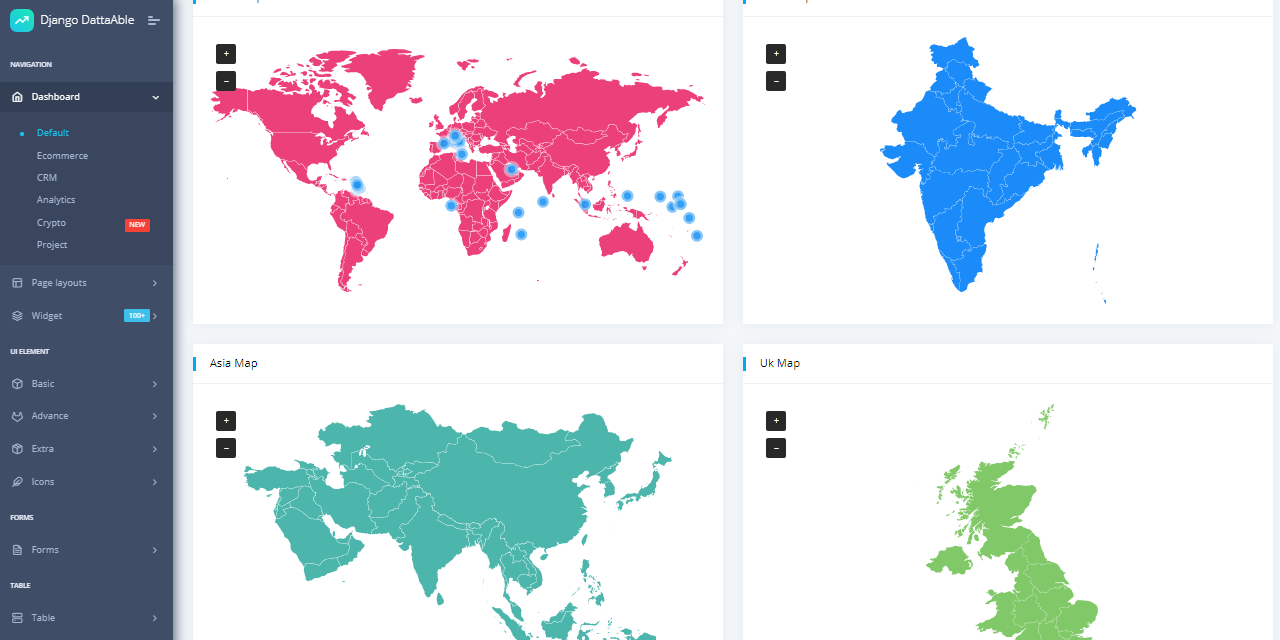 Django DattaAble
NAVIGATION
Dashboard
Default
Ecommerce
CRM
Analytics
Crypto
NEW
Project
Page layouts
Widget
100+
UI ELEMENT
Basic
Advance
Extra
Icons
FORMS
Forms
TABLE
Table
+
−
+
−
Asia Map
+
−
Uk Map
+
−